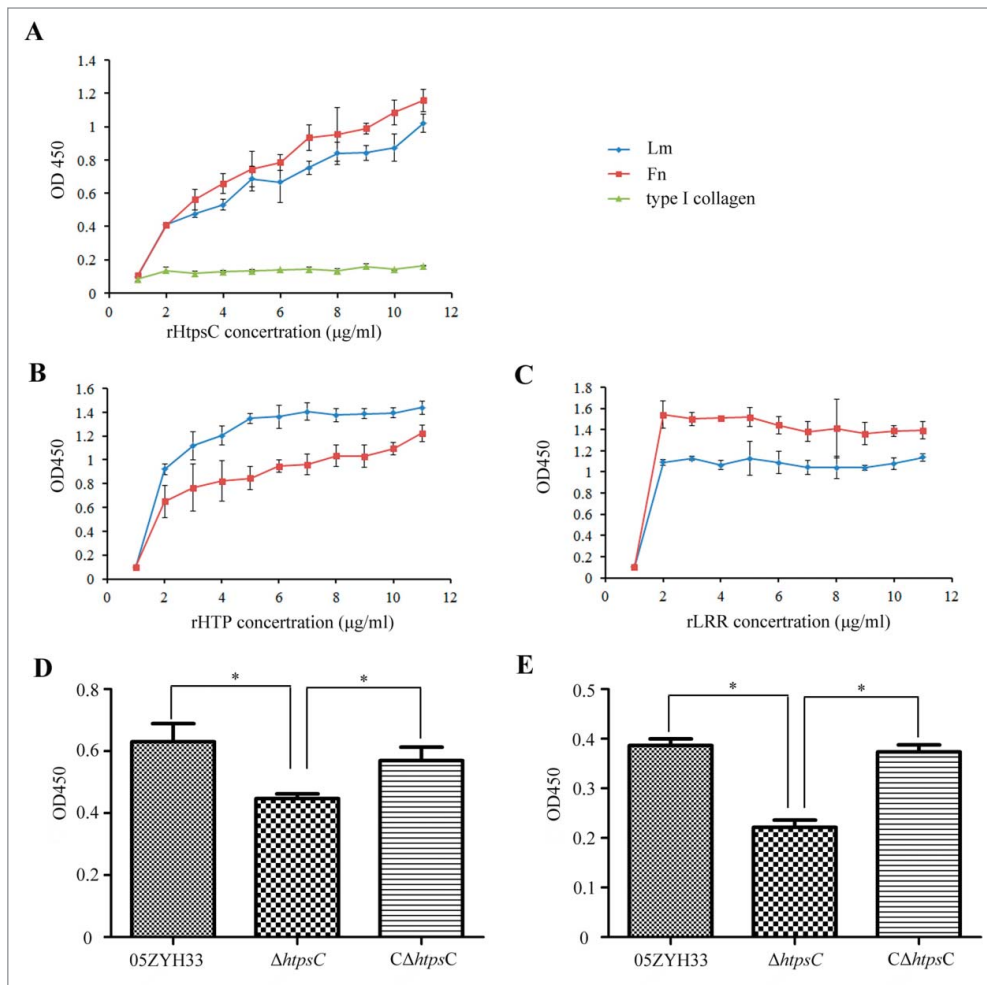 A
1.4
1.2
1
0.8
0.6
0.4
0.2
0
OD 450
0 2 4 6 8 10 12
rHtpsC concertration (μg/ml)
Lm
Fn
type I collagen
B
1.6
1.4
1.2
1
0.8
0.6
0.4
0.2
0
OD450
0 2 4 6 8 10 12
rHTP concertration (μg/ml)
C
1.8
1.6
1.4
1.2
1
0.8
0.6
0.4
0.2
0
OD450
0 2 4 6 8 10 12
rLRR concertration (μg/ml)
D
0.8
0.6
0.4
0.2
0
OD450
* *
05ZYH33 ΔhtpsC CΔhtpsC
E
0.5
0.4
0.3
0.2
0.1
0
OD450
* *
05ZYH33 ΔhtpsC CΔhtpsC